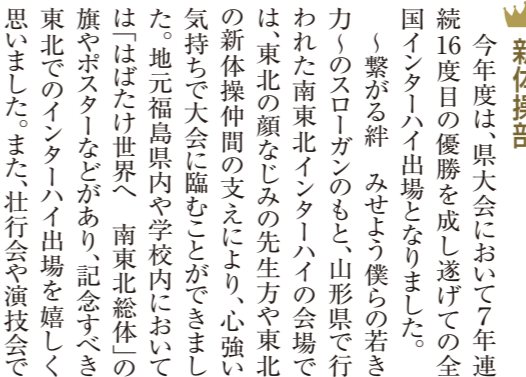 新体操部
今年度は、県大会において7年連
続16度目の優勝を成し遂げての全
国インターハイ出場となりました。
～繋がる絆　みせよう僕らの若き
力～のスローガンのもと、山形県で行
われた南東北インターハイの会場で
は、東北の顔なじみの先生方や東北
の新体操仲間の支えにより、心強い
気持ちで大会に臨むことができまし
た。地元福島県内や学校内において
は「はばたけ世界へ　南東北総体」の
旗やポスターなどがあり、記念すべき
東北でのインターハイ出場を嬉しく
思いました。また、壮行会や演技会で